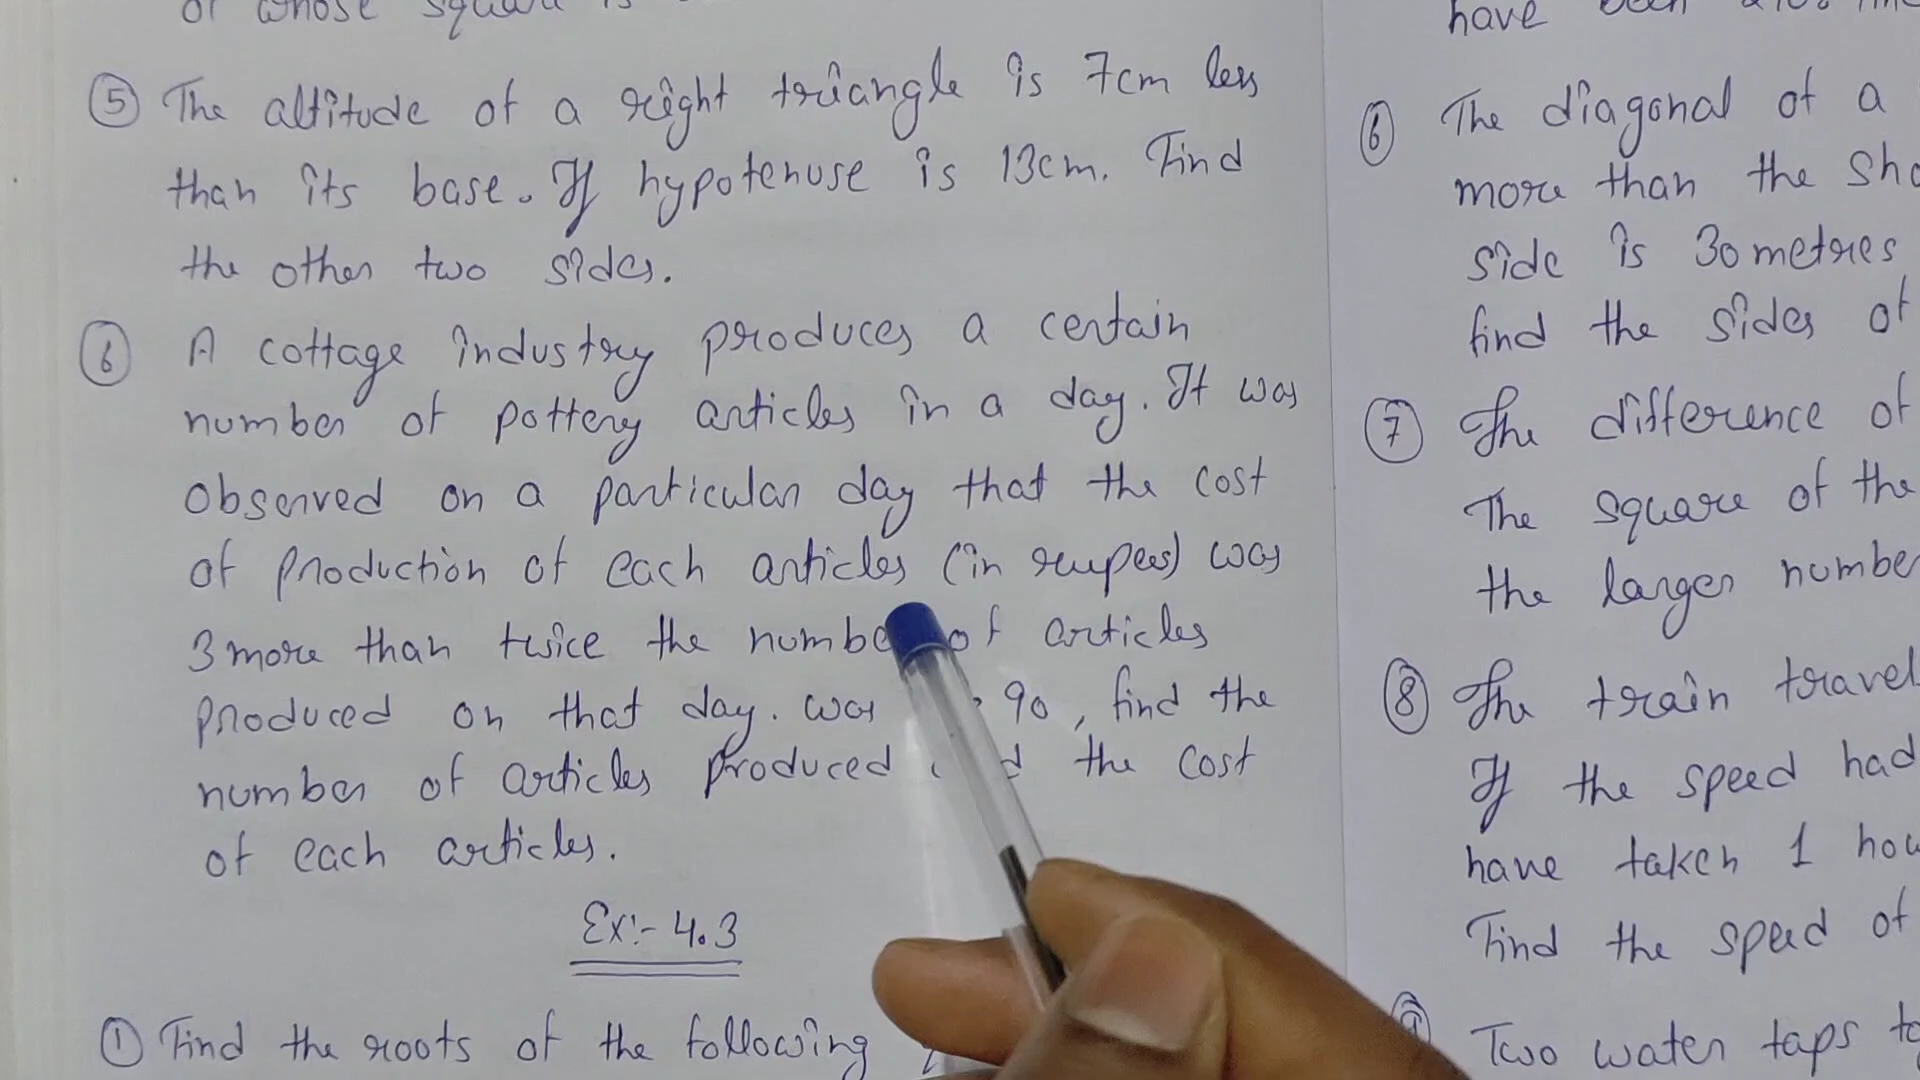 of whose square is
⑤ The altitude of a right triangle is 7cm less
than its base. If hypotenuse is 13cm. Find
the other two sides.
⑥ A cottage industry produces a certain
number of pottery articles in a day. It was
observed on a particular day that the cost
of production of each articles (in rupees) was
3 more than twice the number of articles
produced on that day. was 90, find the
number of articles produced the cost
of each articles.
Ex:- 4.3
① Find the roots of the following
have been
⑥ The diagonal of a
more than the
side is 30 metres
find the sides of
⑦ The difference of
The square of the
the larger number
⑧ The train travel
If the speed had
have taken 1
Find the speed of
Two water taps